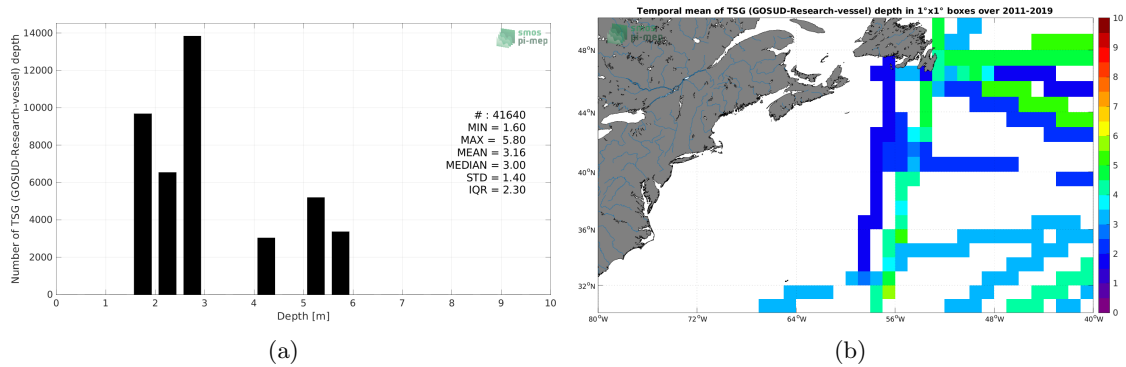 smos
pi-mep
14000
12000
10000
8000
6000
4000
2000
0
Number of TSG (GOSUD-Research-vessel) depth
# : 41640
MIN = 1.60
MAX = 5.80
MEAN = 3.16
MEDIAN = 3.00
STD = 1.40
IQR = 2.30
0 1 2 3 4 5 6 7 8 9 10
Depth [m]
(a)
Temporal mean of TSG (GOSUD-Research-vessel) depth in 1°x1° boxes over 2011-2019
smos
pi-mep
48°N
44°N
40°N
36°N
32°N
80°W 72°W 64°W 56°W 48°W 40°W
10
9
8
7
6
5
4
3
2
1
0
(b)